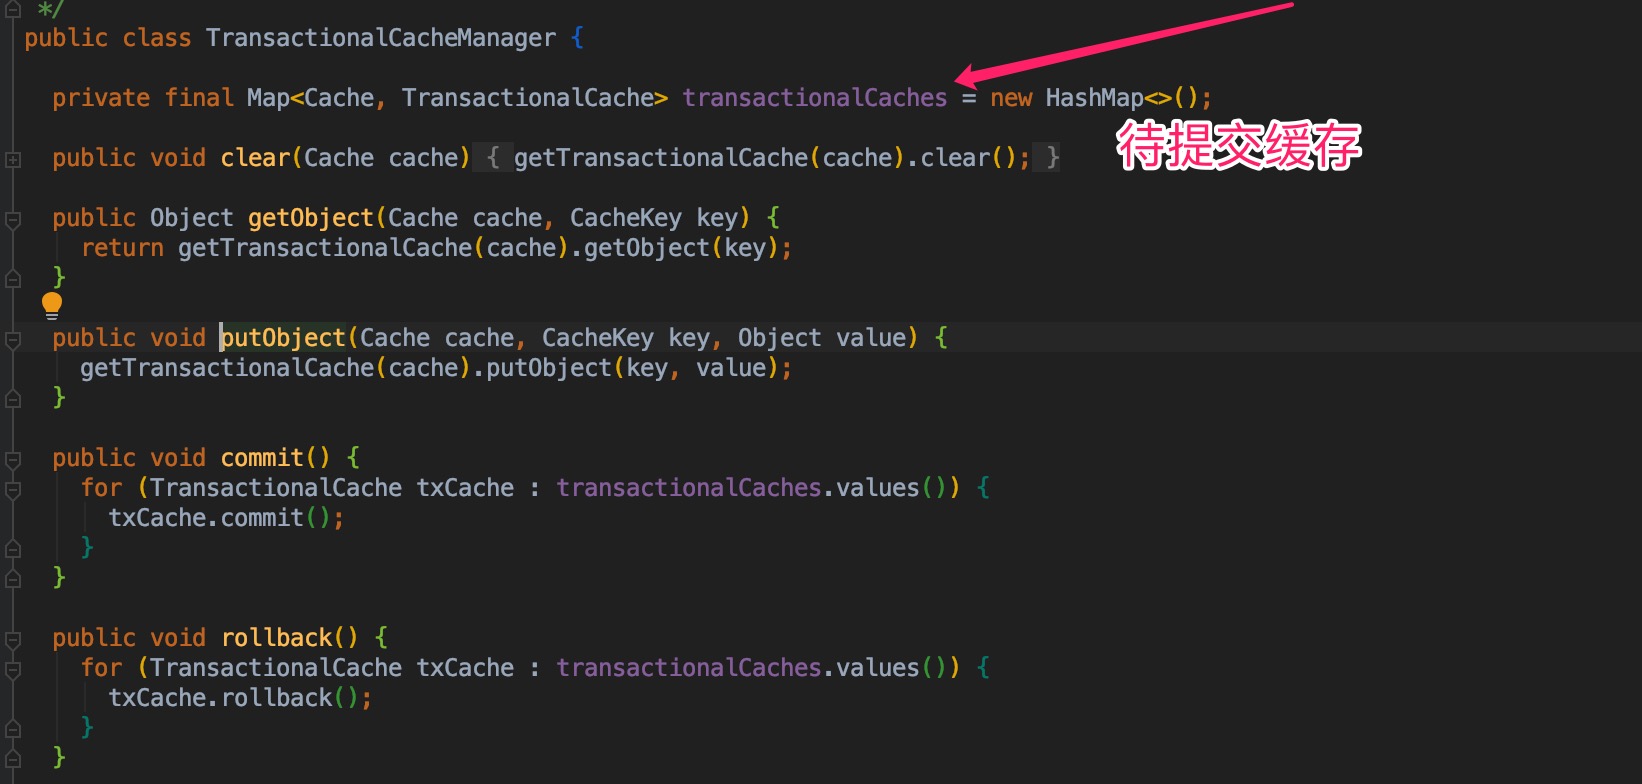 */
public class TransactionalCacheManager {
private final Map<Cache, TransactionalCache> transactionalCaches = new HashMap<>();
待提交缓存
public void clear(Cache cache) { getTransactionalCache(cache).clear(); }
public Object getObject(Cache cache, CacheKey key) {
return getTransactionalCache(cache).getObject(key);
}
public void putObject(Cache cache, CacheKey key, Object value) {
getTransactionalCache(cache).putObject(key, value);
}
public void commit() {
for (TransactionalCache txCache : transactionalCaches.values()) {
txCache.commit();
}
}
public void rollback() {
for (TransactionalCache txCache : transactionalCaches.values()) {
txCache.rollback();
}
}